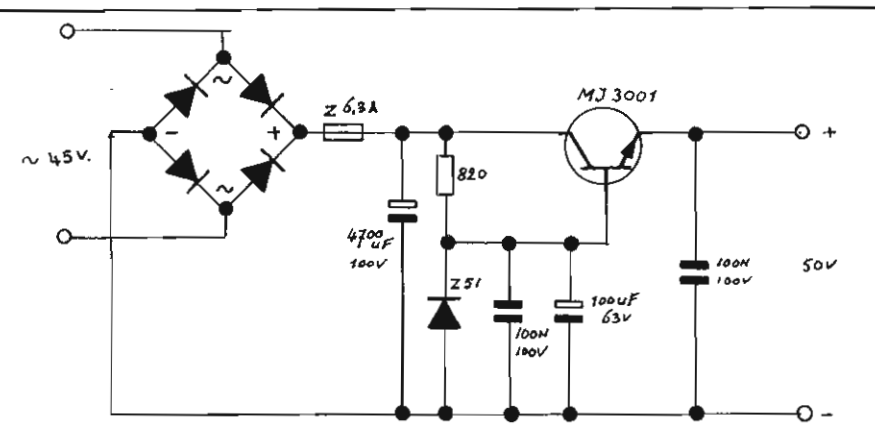 ~
Z 6,3A
MJ 3001
- +
~ 45V.
+
820
~
4700
uF
100V
Z51
100uF
63V
100N
100V
100N
100V
50V
-